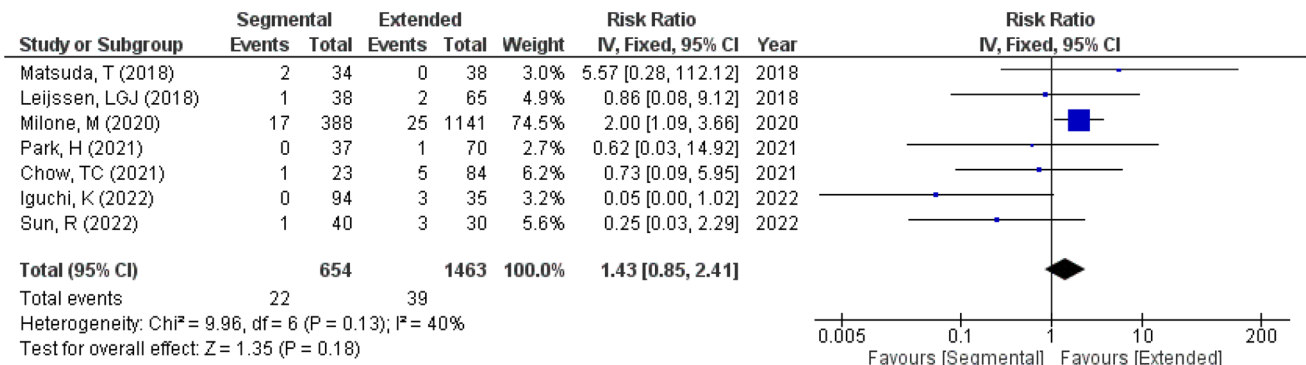 Segmental Extended Risk Ratio Risk Ratio
Study or Subgroup Events Total Events Total Weight IV, Fixed, 95% CI Year IV, Fixed, 95% CI
Matsuda, T (2018) 2 34 0 38 3.0% 5.57 [0.28, 112.12] 2018
Leijssen, LGJ (2018) 1 38 2 65 4.9% 0.86 [0.08, 9.12] 2018
Milone, M (2020) 17 388 25 1141 74.5% 2.00 [1.09, 3.66] 2020
Park, H (2021) 0 37 1 70 2.7% 0.62 [0.03, 14.92] 2021
Chow, TC (2021) 1 23 5 84 6.2% 0.73 [0.09, 5.95] 2021
Iguchi, K (2022) 0 94 3 35 3.2% 0.05 [0.00, 1.02] 2022
Sun, R (2022) 1 40 3 30 5.6% 0.25 [0.03, 2.29] 2022
Total (95% CI) 654 1463 100.0% 1.43 [0.85, 2.41]
Total events 22 39
Heterogeneity: Chi² = 9.96, df = 6 (P = 0.13); I² = 40%
Test for overall effect: Z = 1.35 (P = 0.18)
0.005 0.1 1 10 200
Favours [Segmental] Favours [Extended]